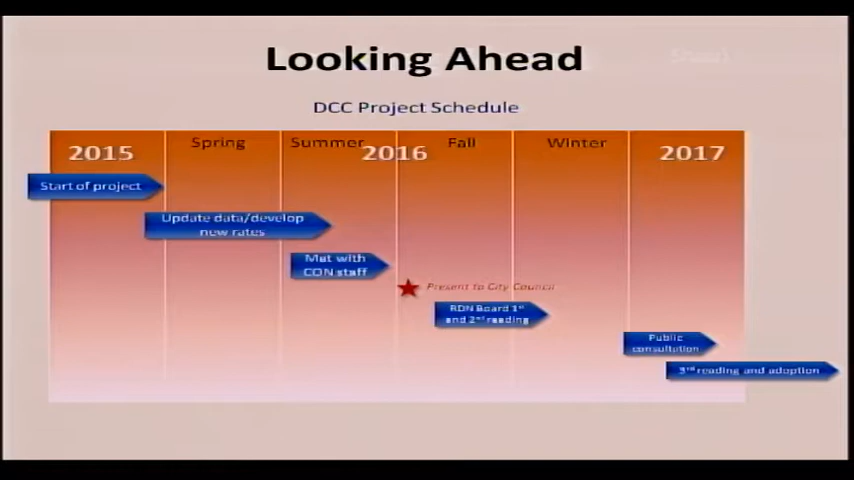 Looking Ahead
DCC Project Schedule
2015
Spring
Summer
2016
Fall
Winter
2017
Start of project
Update data/develop
new rates
Met with
CON staff
Present to City Council
RDN Board 1st
and 2nd reading
Public
consultation
3rd reading and adoption